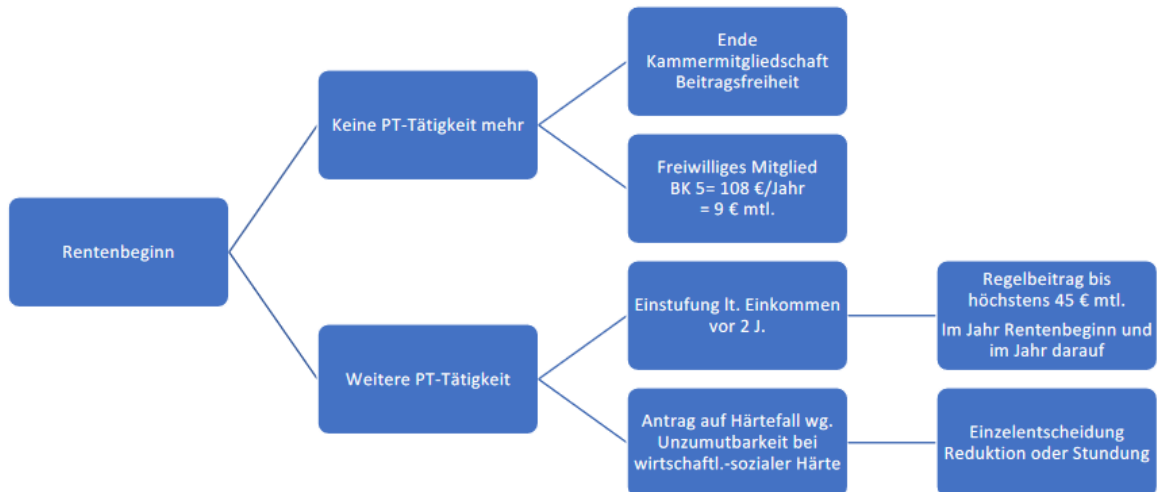 Rentenbeginn
Keine PT-Tätigkeit mehr
Ende
Kammermitgliedschaft
Beitragsfreiheit
Freiwilliges Mitglied
BK 5= 108 €/Jahr
= 9 € mtl.
Weitere PT-Tätigkeit
Einstufung lt. Einkommen
vor 2 J.
Regelbeitrag bis
höchstens 45 € mtl.
Im Jahr Rentenbeginn und
im Jahr darauf
Antrag auf Härtefall wg.
Unzumutbarkeit bei
wirtschaftl.-sozialer Härte
Einzelentscheidung
Reduktion oder Stundung